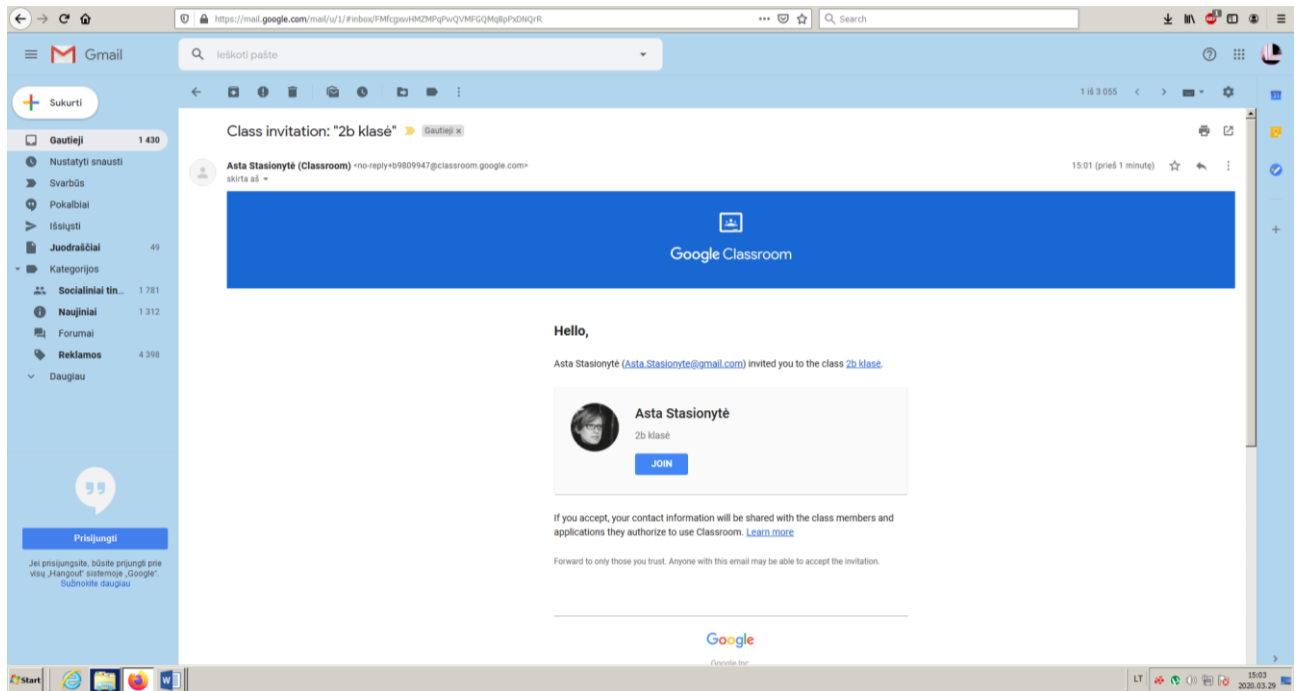 https://mail.google.com/mail/u/1/#inbox/FMfcgxwHMZMPqPwQVMFGQMqBpPxDNQrR
Search
Gmail
Ieškoti pašte
Sukurti
1 iš 3 055
Gautieji 1 430
Nustatyti snausti
Svarbūs
Pokalbiai
Išsiųsti
Juodraščiai 49
Kategorijos
Socialiniai tin... 1 781
Naujiniai 1 312
Forumai
Reklamos 4 398
Daugiau
Class invitation: "2b klasė" Gautieji x
Asta Stasionytė (Classroom) <no-reply+b9809947@classroom.google.com>
15:01 (prieš 1 minutę)
skirta aš
Google Classroom
Hello,
Asta Stasionytė (Asta.Stasionyte@gmail.com) invited you to the class 2b klasė.
Asta Stasionytė
2b klasė
JOIN
If you accept, your contact information will be shared with the class members and
applications they authorize to use Classroom. Learn more
Forward to only those you trust. Anyone with this email may be able to accept the invitation.
Google
Google Inc.
Prisijungti
Jei prisijungsite, būsite prijungti prie
visų „Hangout“ sistemoje „Google“.
Sužinokite daugiau
Start
LT
15:03
2020.03.29